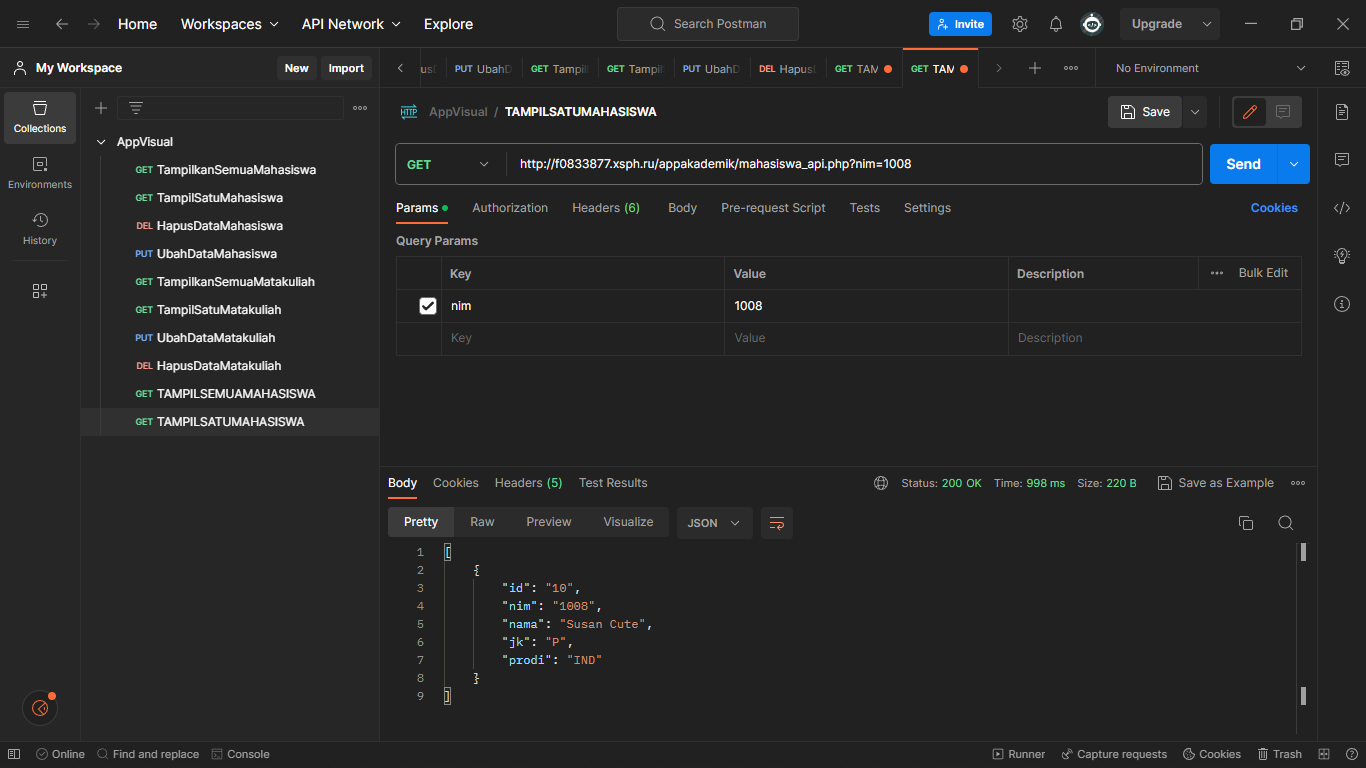 Home Workspaces API Network Explore Search Postman Invite Upgrade
My Workspace New Import PUT UbahD GET Tampil GET Tampil PUT UbahD DEL Hapus GET TAM GET TAM No Environment
Collections
Environments
History
AppVisual
GET TampilkanSemuaMahasiswa
GET TampilSatuMahasiswa
DEL HapusDataMahasiswa
PUT UbahDataMahasiswa
GET TampilkanSemuaMatakuliah
GET TampilSatuMatakuliah
PUT UbahDataMatakuliah
DEL HapusDataMatakuliah
GET TAMPILSEMUAMAHASISWA
GET TAMPILSATUMAHASISWA
HTTP AppVisual / TAMPILSATUMAHASISWA Save
GET http://f0833877.xsph.ru/appakademik/mahasiswa_api.php?nim=1008 Send
Params Authorization Headers (6) Body Pre-request Script Tests Settings Cookies
Query Params
Key Value Description Bulk Edit
nim 1008
Key Value Description
Body Cookies Headers (5) Test Results Status: 200 OK Time: 998 ms Size: 220 B Save as Example
Pretty Raw Preview Visualize JSON
1 [
2 {
3 "id": "10",
4 "nim": "1008",
5 "nama": "Susan Cute",
6 "jk": "P",
7 "prodi": "IND"
8 }
9 ]
Online Find and replace Console Runner Capture requests Cookies Trash